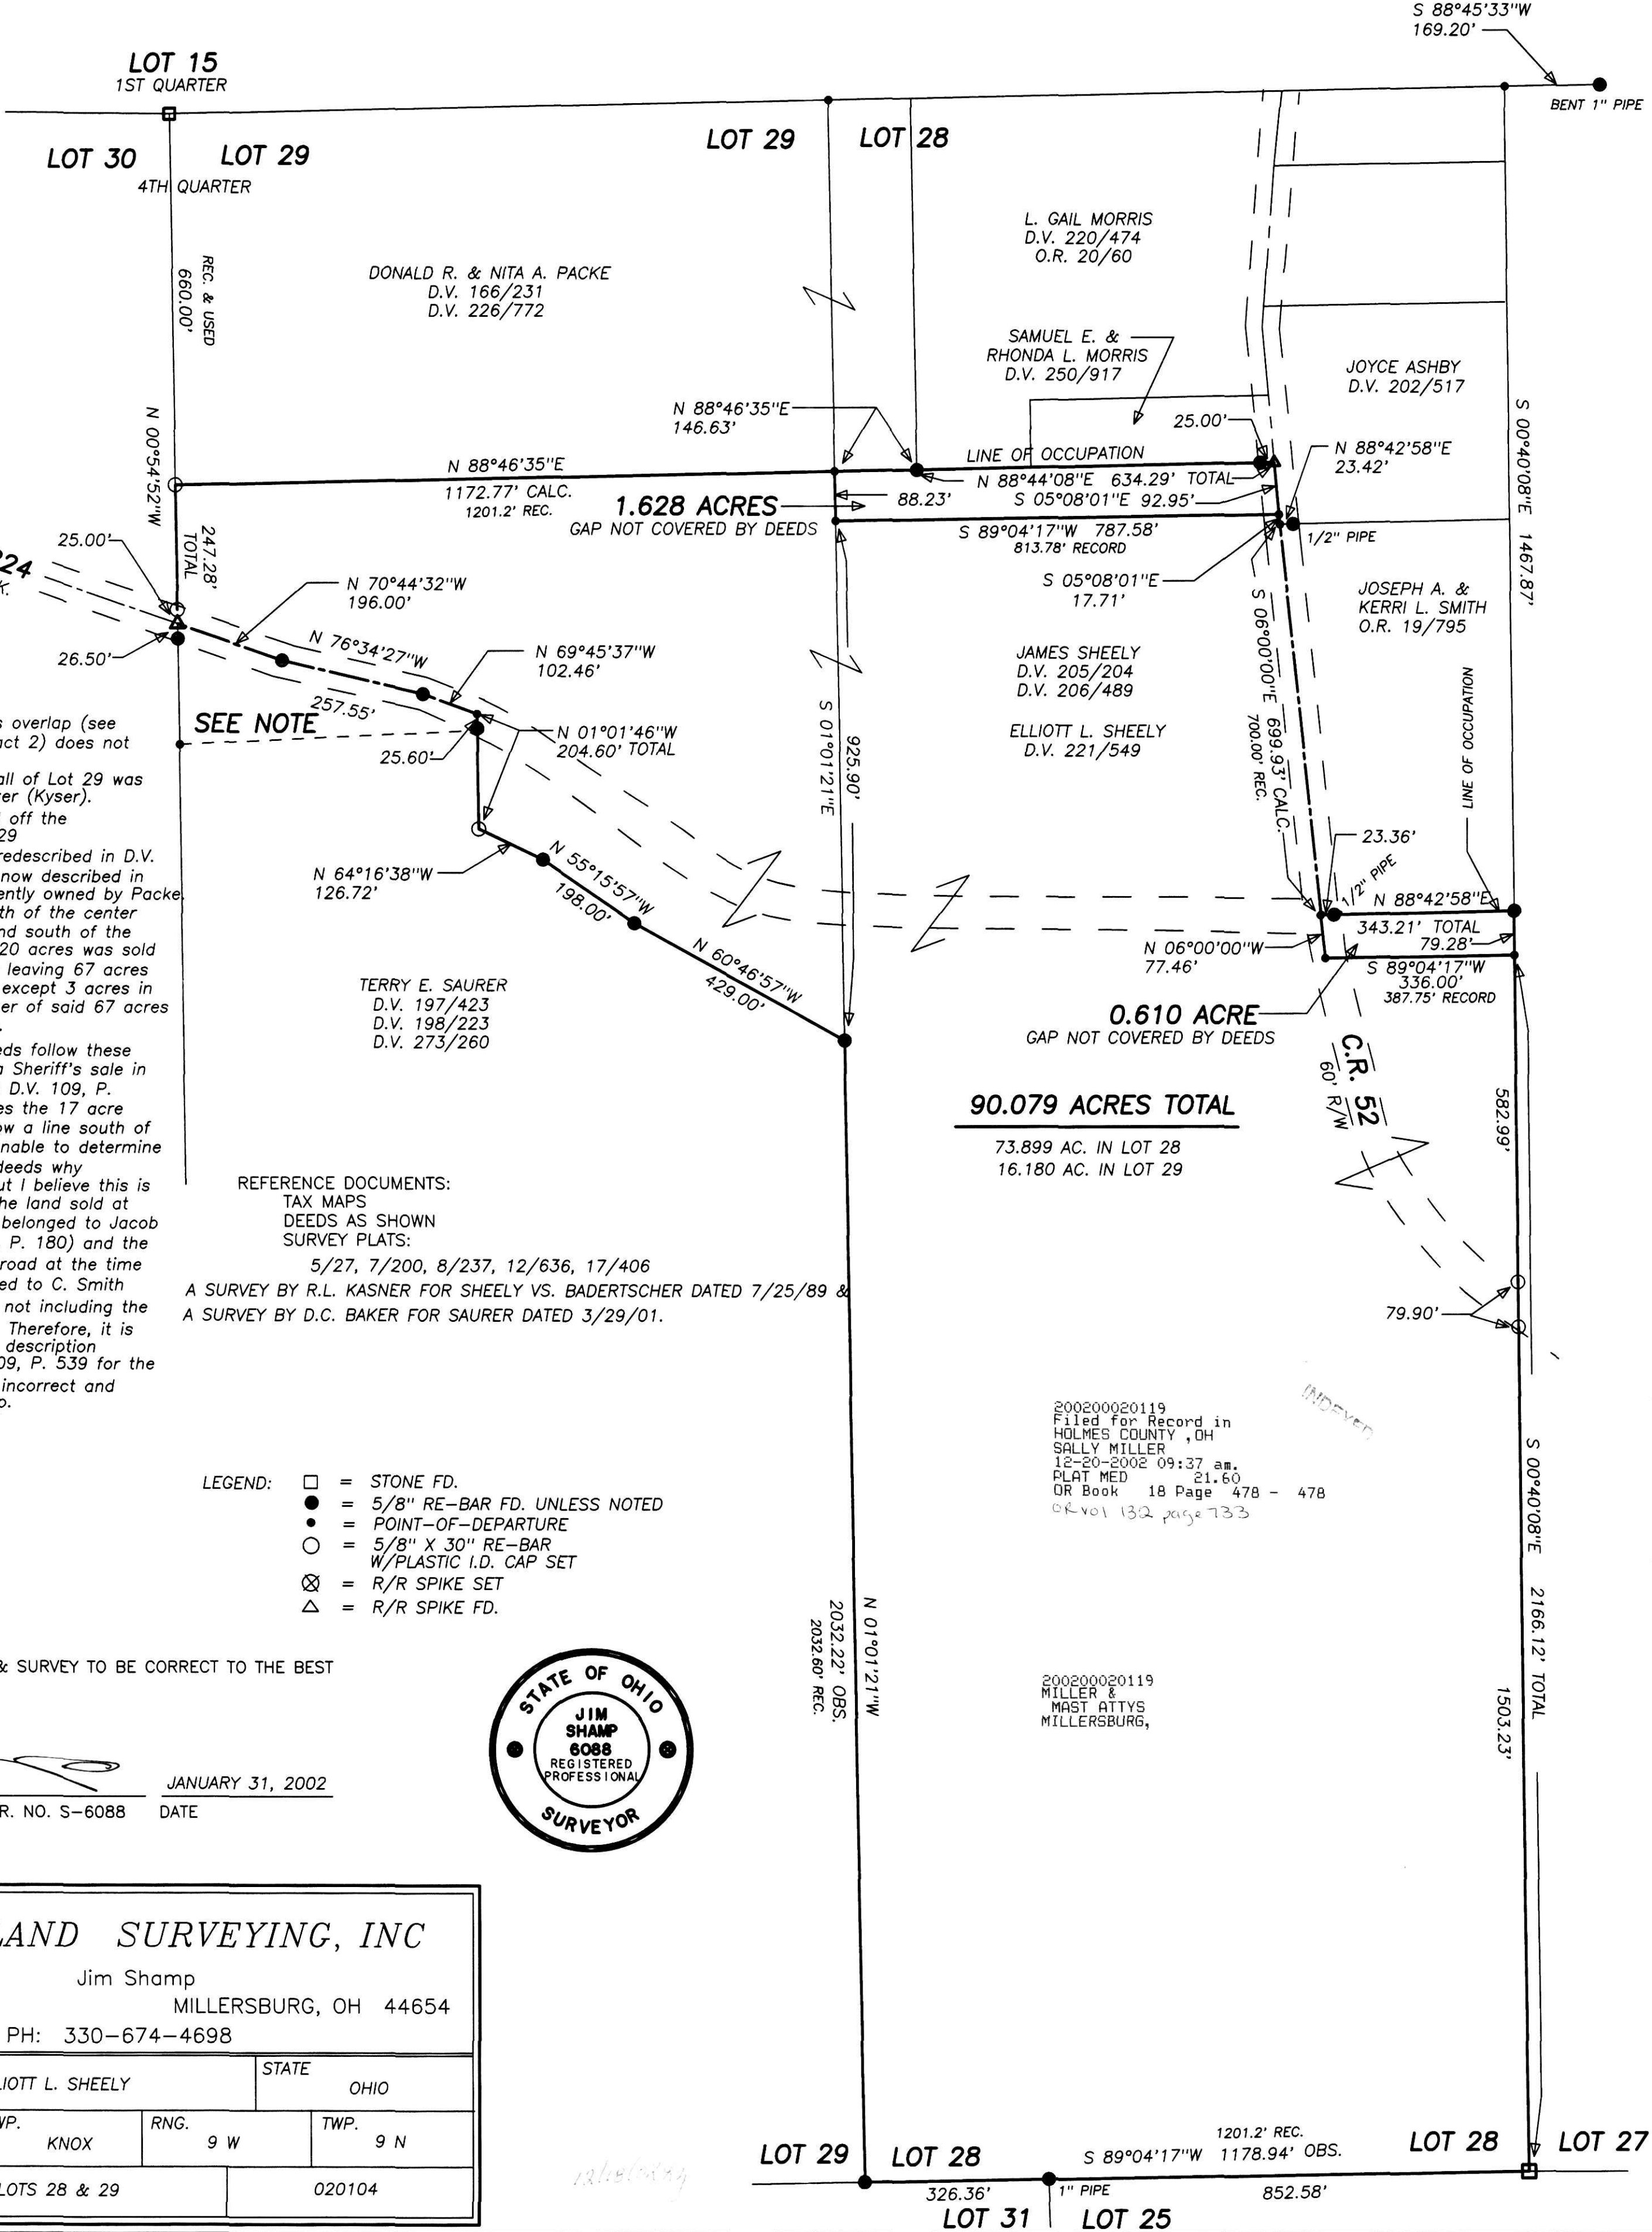 S 88°45'33"W
169.20'
BENT 1" PIPE
LOT 15
1ST QUARTER
LOT 30
LOT 29
4TH QUARTER
LOT 29
LOT 28
REC. & USED
660.00'
DONALD R. & NITA A. PACKE
D.V. 166/231
D.V. 226/772
L. GAIL MORRIS
D.V. 220/474
O.R. 20/60
SAMUEL E. &
RHONDA L. MORRIS
D.V. 250/917
JOYCE ASHBY
D.V. 202/517
N 00°54'52"W
247.28'
TOTAL
N 88°46'35"E
146.63'
25.00'
N 88°42'58"E
23.42'
S 00°40'08"E 1467.87'
N 88°46'35"E
1172.77' CALC.
1201.2' REC.
LINE OF OCCUPATION
N 88°44'08"E 634.29' TOTAL
1.628 ACRES
GAP NOT COVERED BY DEEDS
88.23'
S 05°08'01"E 92.95'
S 89°04'17"W 787.58'
813.78' RECORD
1/2" PIPE
S 05°08'01"E
17.71'
25.00'
224
K.
26.50'
N 70°44'32"W
196.00'
N 76°34'27"W
257.55'
N 69°45'37"W
102.46'
SEE NOTE
25.60'
N 01°01'46"W
204.60' TOTAL
JAMES SHEELY
D.V. 205/204
D.V. 206/489
ELLIOTT L. SHEELY
D.V. 221/549
JOSEPH A. &
KERRI L. SMITH
O.R. 19/795
S 06°00'00"E 699.93' CALC.
700.00' REC.
LINE OF OCCUPATION
S 01°01'21"E
925.90'
N 64°16'38"W
126.72'
N 55°15'57"W
198.00'
N 60°46'57"W
429.00'
23.36'
1/2" PIPE
N 88°42'58"E
343.21' TOTAL
79.28'
N 06°00'00"W
77.46'
S 89°04'17"W
336.00'
387.75' RECORD
0.610 ACRE
GAP NOT COVERED BY DEEDS
TERRY E. SAURER
D.V. 197/423
D.V. 198/223
D.V. 273/260
C.R. 52
60' R/W
582.99'
90.079 ACRES TOTAL
73.899 AC. IN LOT 28
16.180 AC. IN LOT 29
79.90'
s overlap (see
act 2) does not
all of Lot 29 was
er (Kyser).
off the
29
redescribed in D.V.
now described in
ently owned by Packe
th of the center
nd south of the
20 acres was sold
leaving 67 acres
except 3 acres in
er of said 67 acres
.
eds follow these
a Sheriff's sale in
D.V. 109, P.
es the 17 acre
ow a line south of
nable to determine
deeds why
ut I believe this is
he land sold at
belonged to Jacob
P. 180) and the
road at the time
ed to C. Smith
not including the
Therefore, it is
description
09, P. 539 for the
incorrect and
p.
REFERENCE DOCUMENTS:
TAX MAPS
DEEDS AS SHOWN
SURVEY PLATS:
5/27, 7/200, 8/237, 12/636, 17/406
A SURVEY BY R.L. KASNER FOR SHEELY VS. BADERTSCHER DATED 7/25/89 &
A SURVEY BY D.C. BAKER FOR SAURER DATED 3/29/01.
200200020119
Filed for Record in
HOLMES COUNTY ,OH
SALLY MILLER
12-20-2002 09:37 am.
PLAT MED 21.60
OR Book 18 Page 478 - 478
OR vol 132 page 733
INDEXED
LEGEND:
□ = STONE FD.
● = 5/8" RE-BAR FD. UNLESS NOTED
• = POINT-OF-DEPARTURE
○ = 5/8" X 30" RE-BAR
W/PLASTIC I.D. CAP SET
⊗ = R/R SPIKE SET
△ = R/R SPIKE FD.
S 00°40'08"E 2166.12' TOTAL
1503.23'
N 01°01'21"W
2032.22' OBS.
2032.60' REC.
& SURVEY TO BE CORRECT TO THE BEST
JANUARY 31, 2002
R. NO. S-6088 DATE
STATE OF OHIO
JIM
SHAMP
6088
REGISTERED
PROFESSIONAL
SURVEYOR
200200020119
MILLER &
MAST ATTYS
MILLERSBURG,
LAND SURVEYING, INC
Jim Shamp
MILLERSBURG, OH 44654
PH: 330-674-4698
LIOTT L. SHEELY
STATE
OHIO
WP.
KNOX
RNG.
9 W
TWP.
9 N
LOTS 28 & 29
020104
LOT 29
LOT 28
1201.2' REC.
S 89°04'17"W 1178.94' OBS.
LOT 28
LOT 27
326.36'
1" PIPE
852.58'
LOT 31
LOT 25